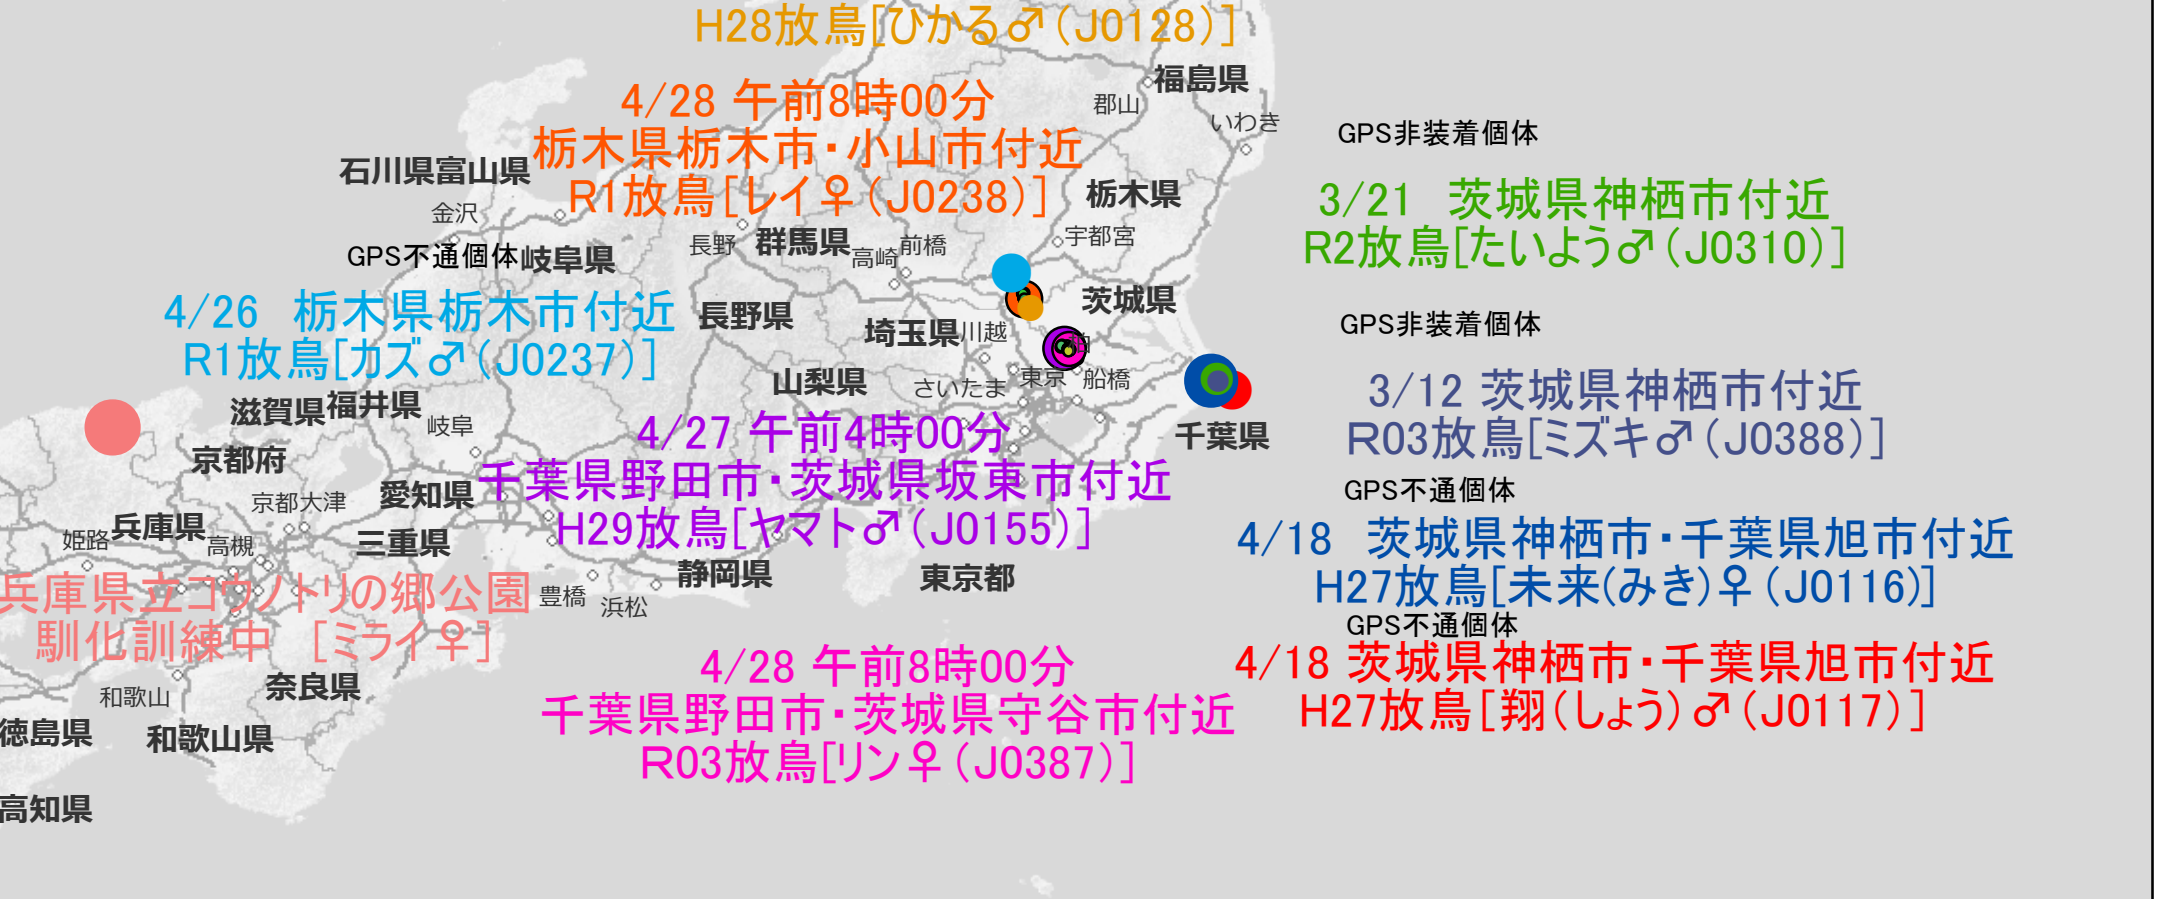 H28放鳥[ひかる♂(J0128)]
福島県
郡山
いわき
4/28 午前8時00分
栃木県栃木市・小山市付近
R1放鳥[レイ♀(J0238)]
石川県富山県
金沢
栃木県
宇都宮
長野
群馬県
高崎
前橋
GPS不通個体
岐阜県
4/26 栃木県栃木市付近
R1放鳥[カズ♂(J0237)]
長野県
茨城県
埼玉県
川越
柏
山梨県
さいたま
東京
船橋
千葉県
GPS非装着個体
3/21 茨城県神栖市付近
R2放鳥[たいよう♂(J0310)]
GPS非装着個体
3/12 茨城県神栖市付近
R03放鳥[ミズキ♂(J0388)]
GPS不通個体
4/18 茨城県神栖市・千葉県旭市付近
H27放鳥[未来(みき)♀(J0116)]
GPS不通個体
4/18 茨城県神栖市・千葉県旭市付近
H27放鳥[翔(しょう)♂(J0117)]
滋賀県
福井県
岐阜
京都府
4/27 午前4時00分
千葉県野田市・茨城県坂東市付近
H29放鳥[ヤマト♂(J0155)]
京都
大津
愛知県
姫路
兵庫県
高槻
三重県
静岡県
東京都
豊橋
浜松
兵庫県立コウノトリの郷公園
馴化訓練中 [ミライ♀]
4/28 午前8時00分
千葉県野田市・茨城県守谷市付近
R03放鳥[リン♀(J0387)]
和歌山
奈良県
徳島県
和歌山県
高知県